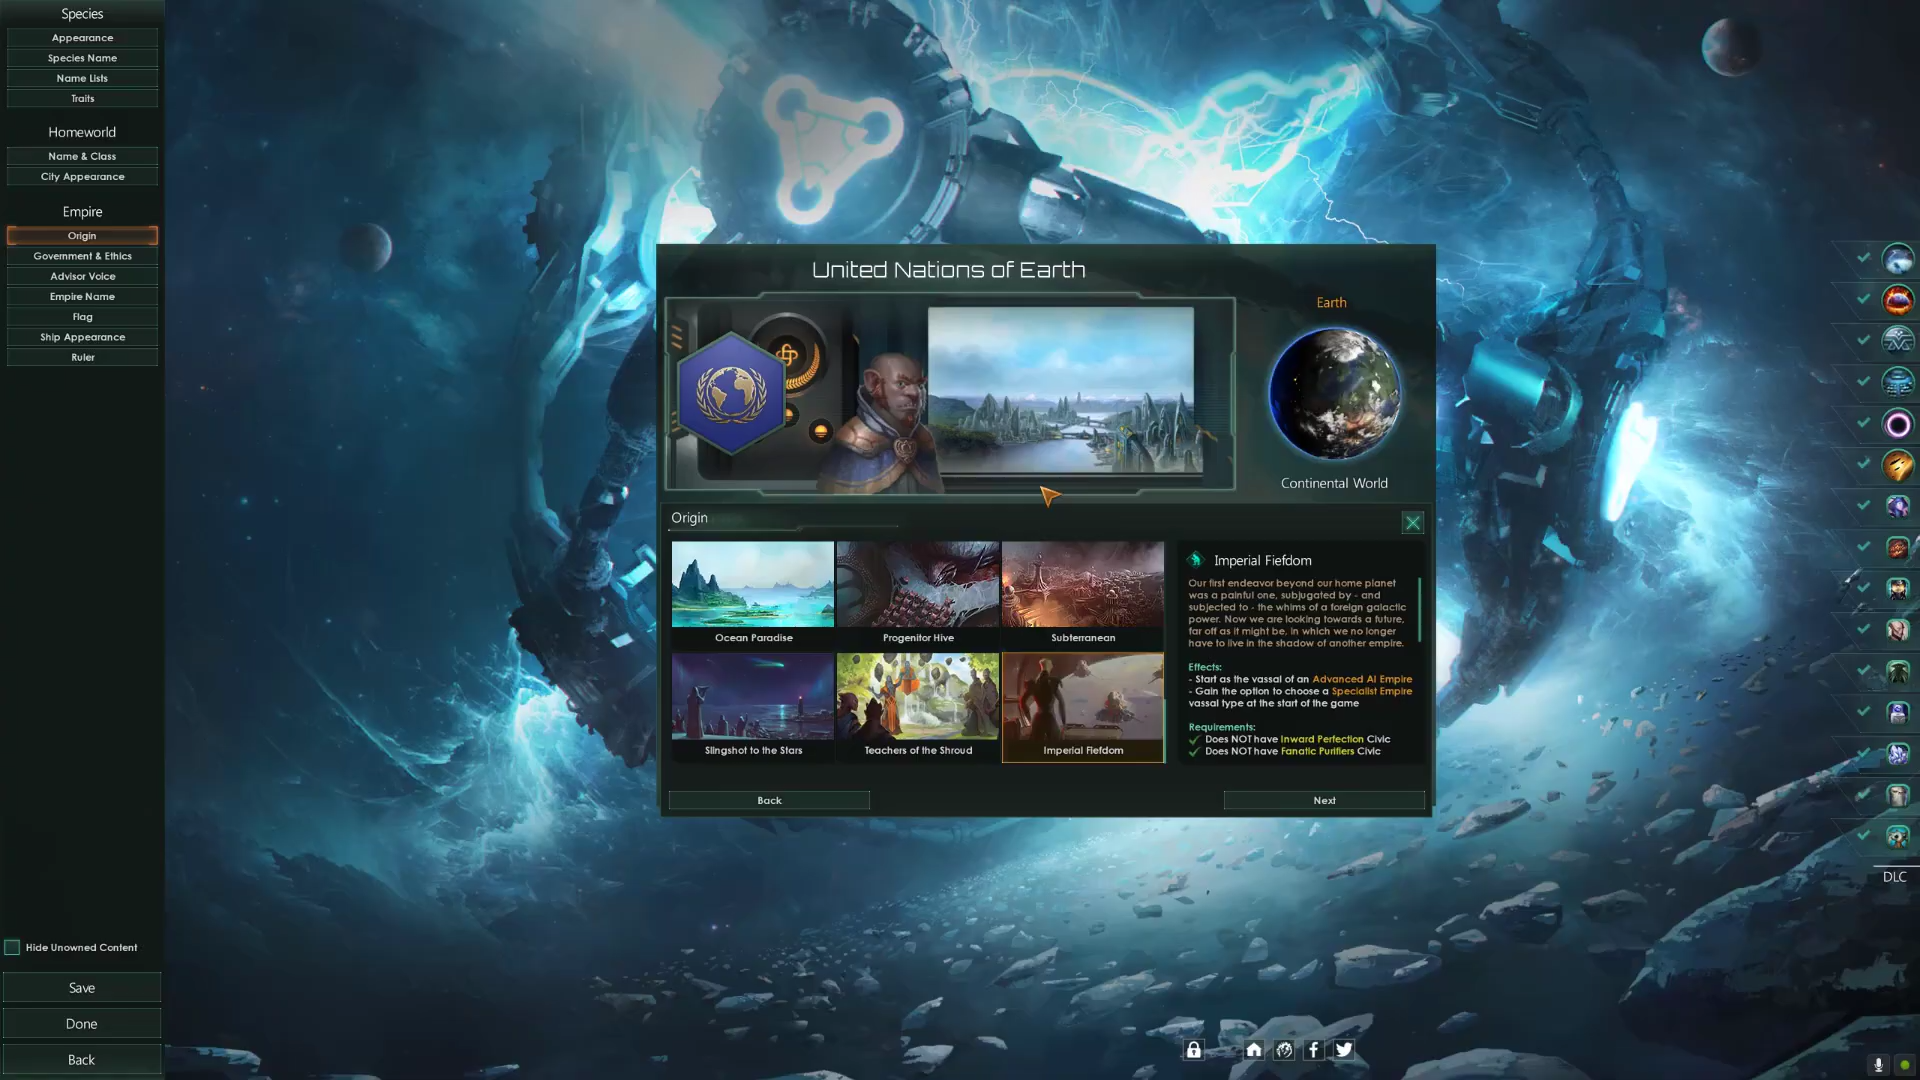 Species
Appearance
Species Name
Name Lists
Traits
Homeworld
Name & Class
City Appearance
Empire
Origin
Government & Ethics
Advisor Voice
Empire Name
Flag
Ship Appearance
Ruler
Hide Unowned Content
Save
Done
Back
United Nations of Earth
Earth
Continental World
Origin
Ocean Paradise
Progenitor Hive
Subterranean
Slingshot to the Stars
Teachers of the Shroud
Imperial Fiefdom
Imperial Fiefdom
Our first endeavor beyond our home planet
was a painful one, subjugated by - and
subjected to - the whims of a foreign galactic
power. Now we are looking towards a future,
far off as it might be, in which we no longer
have to live in the shadow of another empire.
Effects:
- Start as the vassal of an Advanced AI Empire
- Gain the option to choose a Specialist Empire
vassal type at the start of the game
Requirements:
Does NOT have Inward Perfection Civic
Does NOT have Fanatic Purifiers Civic
Back
Next
DLC